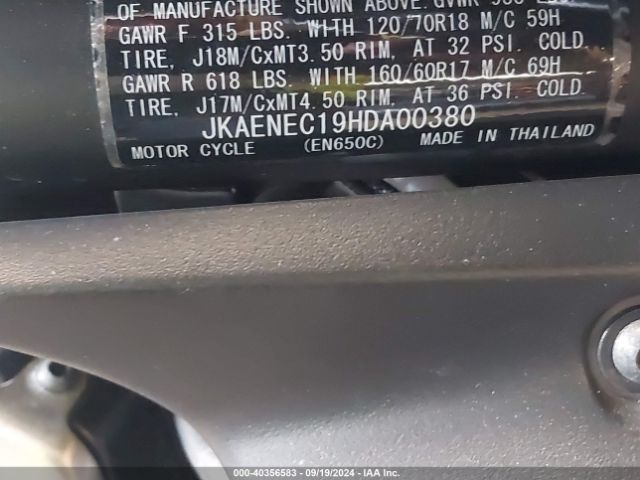 OF MANUFACTURE SHOWN ABOVE. GVWR
GAWR F 315 LBS. WITH 120/70R18 M/C 59H
TIRE, J18M/CxMT3.50 RIM, AT 32 PSI. COLD.
GAWR R 618 LBS. WITH 160/60R17 M/C 69H
TIRE, J17M/CxMT4.50 RIM, AT 36 PSI. COLD.
JKAENEC19HDA00380
MOTOR CYCLE (EN650C) MADE IN THAILAND
000-40356583 - 09/19/2024 - IAA Inc.